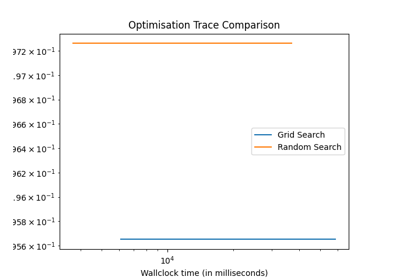 Optimisation Trace Comparison
972 × 10⁻¹
.97 × 10⁻¹
968 × 10⁻¹
966 × 10⁻¹
964 × 10⁻¹
962 × 10⁻¹
.96 × 10⁻¹
958 × 10⁻¹
956 × 10⁻¹
Grid Search
Random Search
10⁴
Wallclock time (in milliseconds)